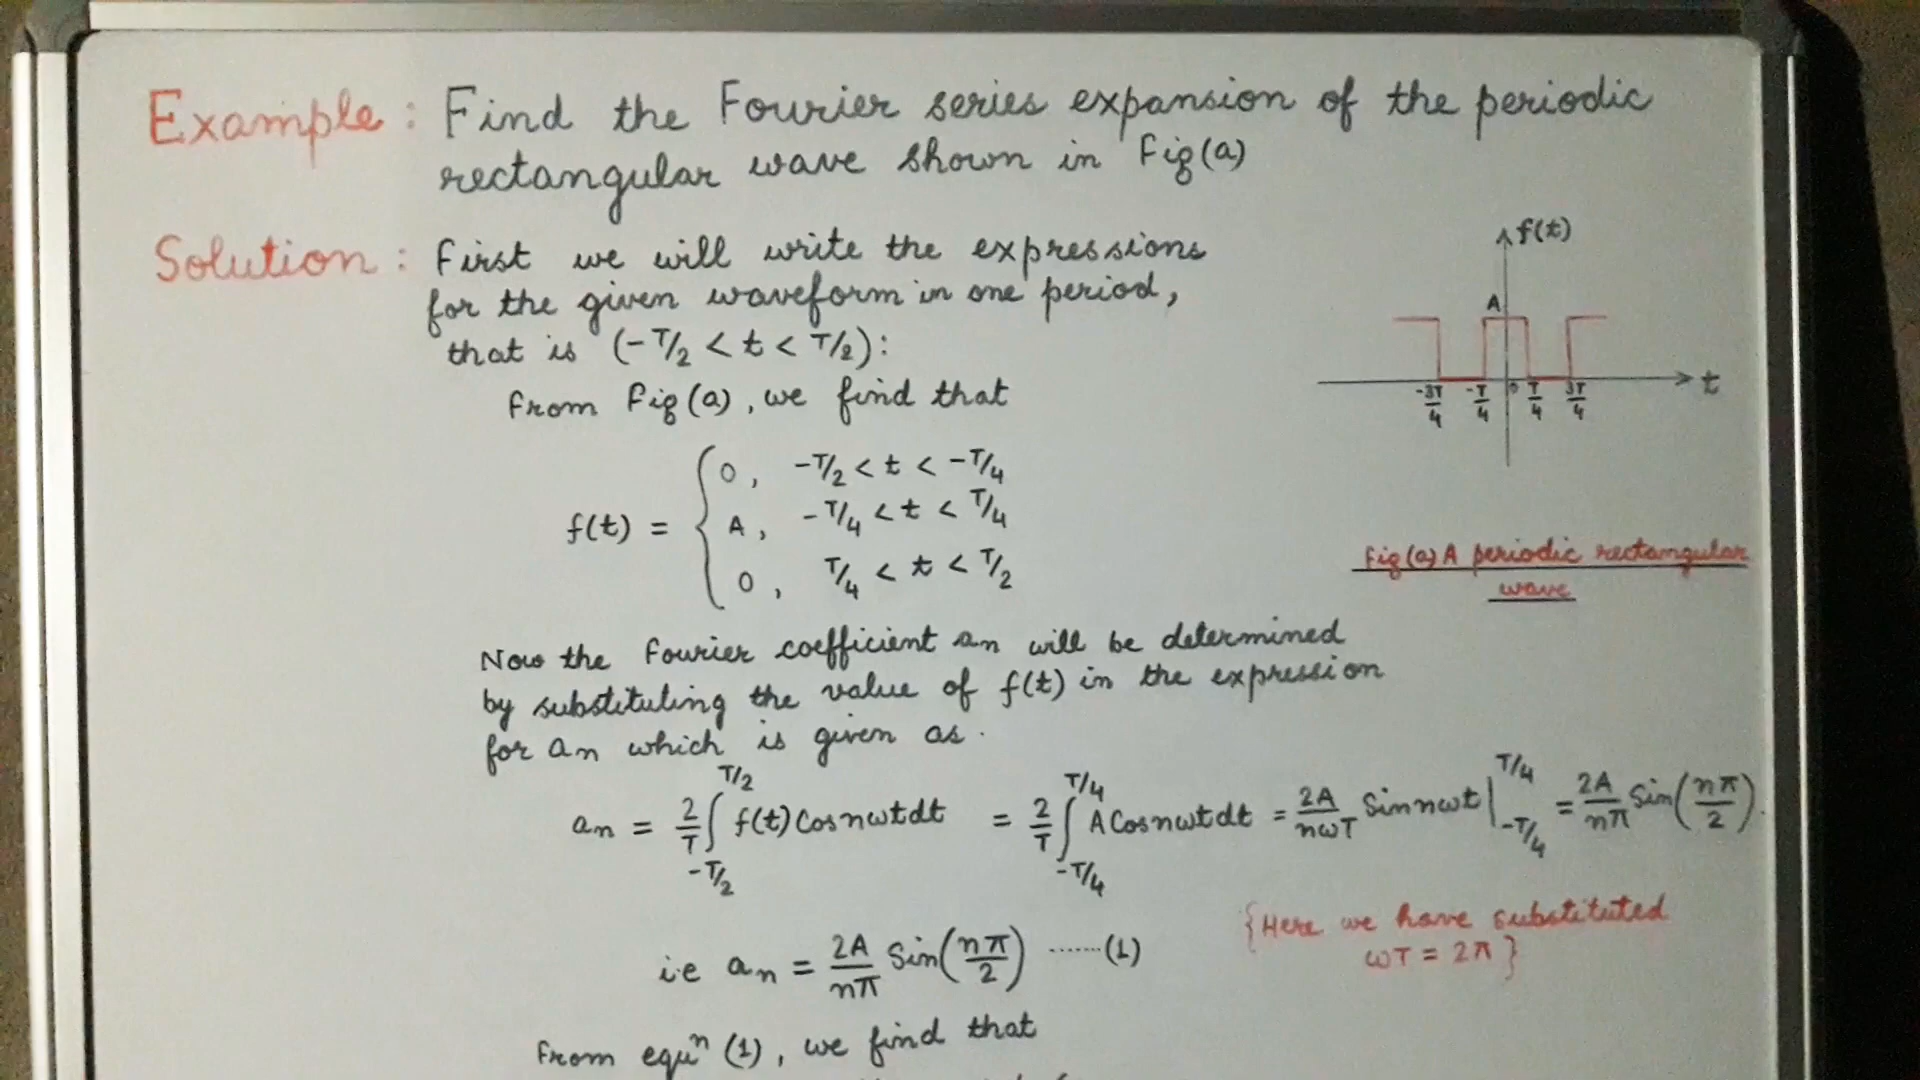 Example: Find the Fourier series expansion of the periodic
rectangular wave shown in Fig(a)
Solution: First we will write the expressions
for the given waveform in one period,
that is (-T/2 < t < T/2):
From Fig(a), we find that
f(t) = { 0, -T/2 < t < -T/4
A, -T/4 < t < T/4
0, T/4 < t < T/2
f(t)
A
-3T/4 -T/4 0 T/4 3T/4 t
Fig(a) A periodic rectangular
wave
Now the Fourier coefficient an will be determined
by substituting the value of f(t) in the expression
for an which is given as.
an = 2/T ∫_{-T/2}^{T/2} f(t) Cosnωtdt = 2/T ∫_{-T/4}^{T/4} A Cosnωtdt = 2A/nωT Sinnωt |_{-T/4}^{T/4} = 2A/nπ Sin(nπ/2).
{Here we have substituted
ωT = 2π}
i.e an = 2A/nπ Sin(nπ/2) ......(1)
From equⁿ (1), we find that